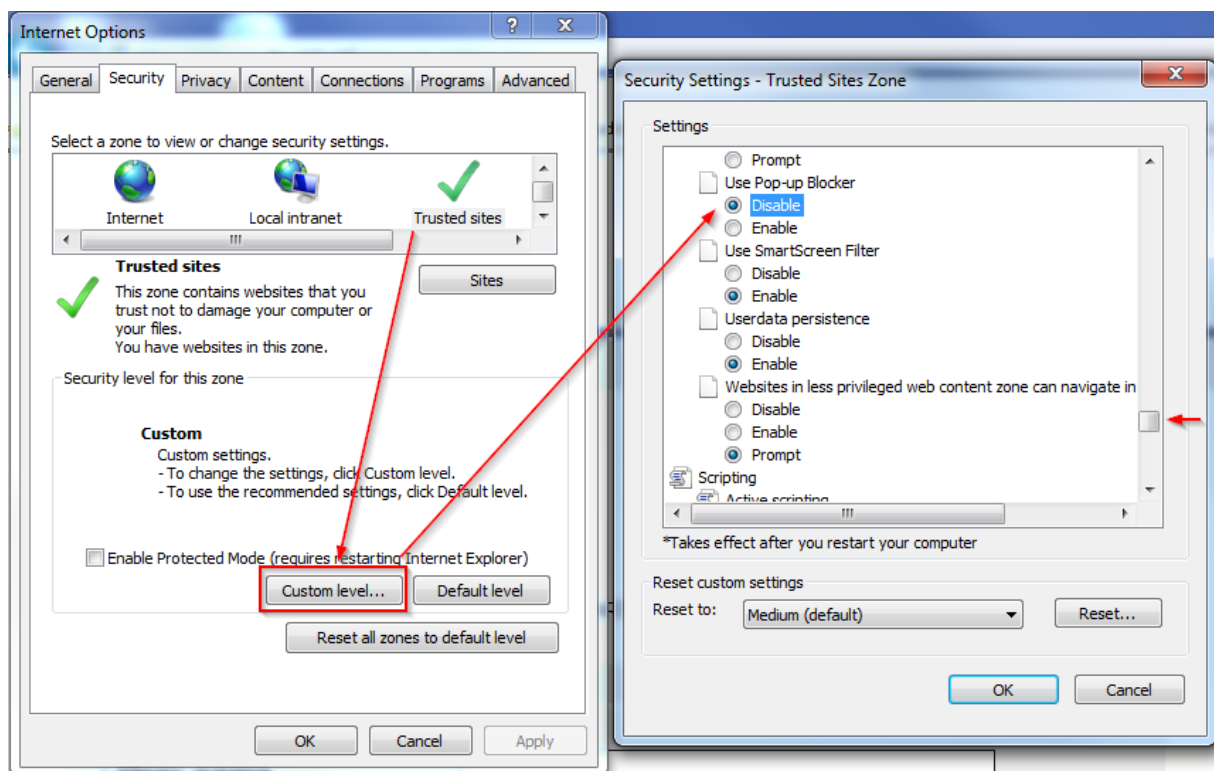 Internet Options
General Security Privacy Content Connections Programs Advanced
Select a zone to view or change security settings.
Internet Local intranet Trusted sites
Trusted sites
This zone contains websites that you
trust not to damage your computer or
your files.
You have websites in this zone.
Sites
Security level for this zone
Custom
Custom settings.
- To change the settings, click Custom level.
- To use the recommended settings, click Default level.
Enable Protected Mode (requires restarting Internet Explorer)
Custom level... Default level
Reset all zones to default level
OK Cancel Apply
Security Settings - Trusted Sites Zone
Settings
Prompt
Use Pop-up Blocker
Disable
Enable
Use SmartScreen Filter
Disable
Enable
Userdata persistence
Disable
Enable
Websites in less privileged web content zone can navigate in
Disable
Enable
Prompt
Scripting
Active scripting
*Takes effect after you restart your computer
Reset custom settings
Reset to: Medium (default) Reset...
OK Cancel